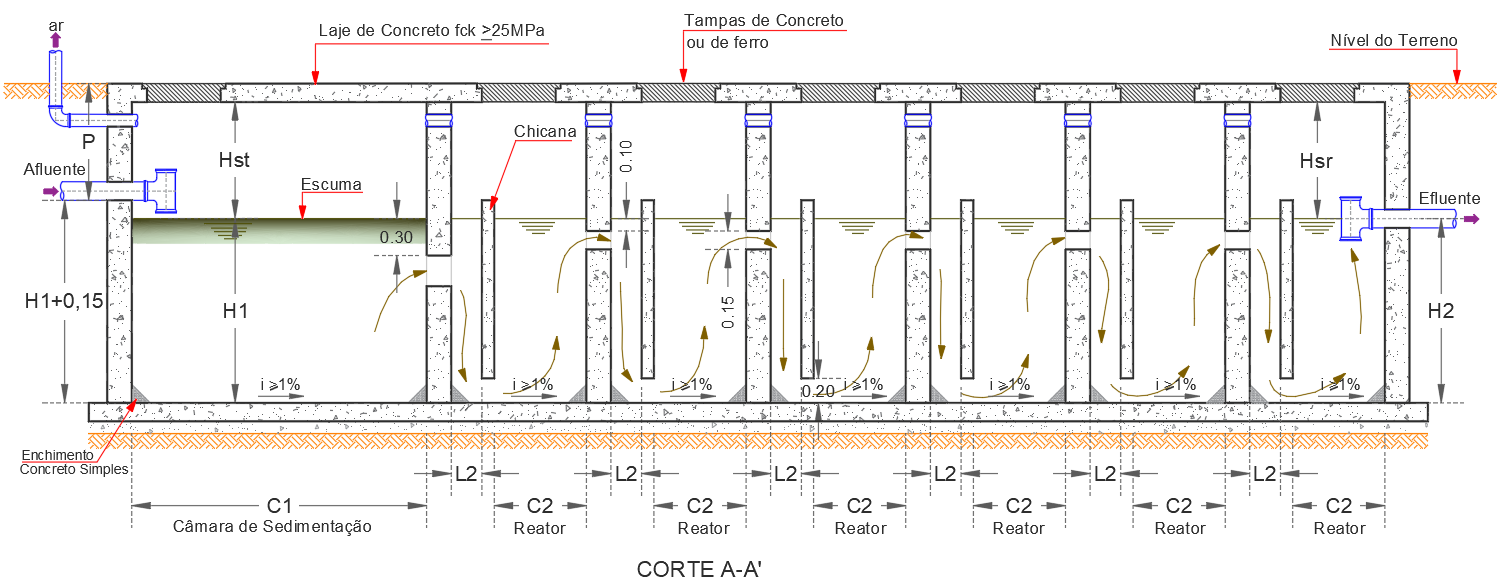 ar
Laje de Concreto fck ≥25MPa
Tampas de Concreto
ou de ferro
Nível do Terreno
P
Hst
Chicana
0.10
Hsr
Afluente
Escuma
Efluente
0.30
H1+0,15
H1
0.15
H2
i ⩾1%
i ⩾1%
i ⩾1%
0.20
i ⩾1%
i ⩾1%
i ⩾1%
i ⩾1%
Enchimento
Concreto Simples
L2
L2
L2
L2
L2
L2
C1
C2
C2
C2
C2
C2
C2
Câmara de Sedimentação
Reator
Reator
Reator
Reator
Reator
Reator
CORTE A-A'